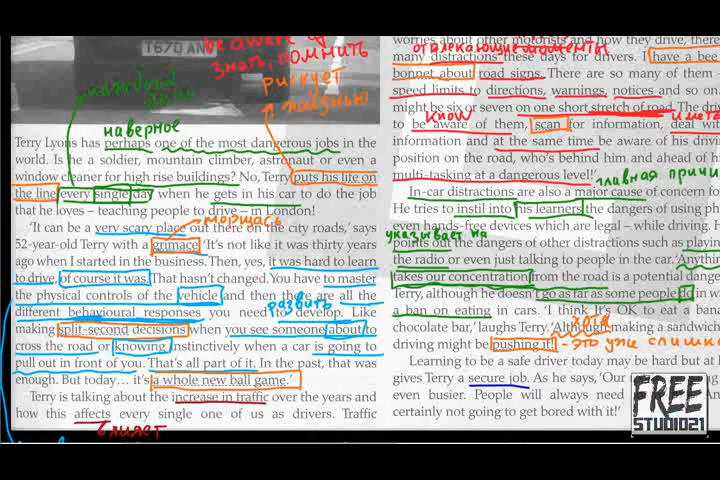 T670 AN
be aware of
знать, помнить
рискует
жизнью
каждый
наверное
Terry Lyons has perhaps one of the most dangerous jobs in the
world. Is he a soldier, mountain climber, astronaut or even a
window cleaner for high rise buildings? No, Terry puts his life on
the line every single day when he gets in his car to do the job
that he loves – teaching people to drive – in London!
морщась
'It can be a very scary place out there on the city roads,' says
52-year-old Terry with a grimace. 'It's not like it was thirty years
ago when I started in the business. Then, yes, it was hard to learn
to drive, of course it was. That hasn't changed. You have to master
the physical controls of the vehicle and then there are all the
different behavioural responses you need to develop. Like
развить
making split-second decisions when you see someone about to
cross the road or knowing instinctively when a car is going to
pull out in front of you. That's all part of it. In the past, that was
enough. But today… it's a whole new ball game.'
Terry is talking about the increase in traffic over the years and
how this affects every single one of us as drivers. Traffic
влияет
worries about other motorists and how they drive, there
отвлекающие моменты
many distractions these days for drivers. I have a bee
bonnet about road signs. There are so many of them –
speed limits to directions, warnings, notices and so on.
might be six or seven on one short stretch of road. The dri
know
иметь
to be aware of them, scan for information, deal with
information and at the same time be aware of his drivin
position on the road, who's behind him and ahead of hi
multi-tasking at a dangerous level!'
главная причи
In-car distractions are also a major cause of concern fo
He tries to instil into his learners the dangers of using ph
even hands-free devices which are legal – while driving. H
указывает на
points out the dangers of other distractions such as playin
the radio or even just talking to people in the car. 'Anythin
takes our concentration from the road is a potential dange
Terry, although he doesn't go as far as some people do in w
a ban on eating in cars. 'I think I'm OK to eat a bana
хотя
chocolate bar,' laughs Terry. 'Although making a sandwich
driving might be pushing it!'
- это уже слишк
Learning to be a safe driver today may be hard but at l
gives Terry a secure job. As he says, 'Our
even busier. People will always need
certainly not going to get bored with it!'
FREE
STUDIO21